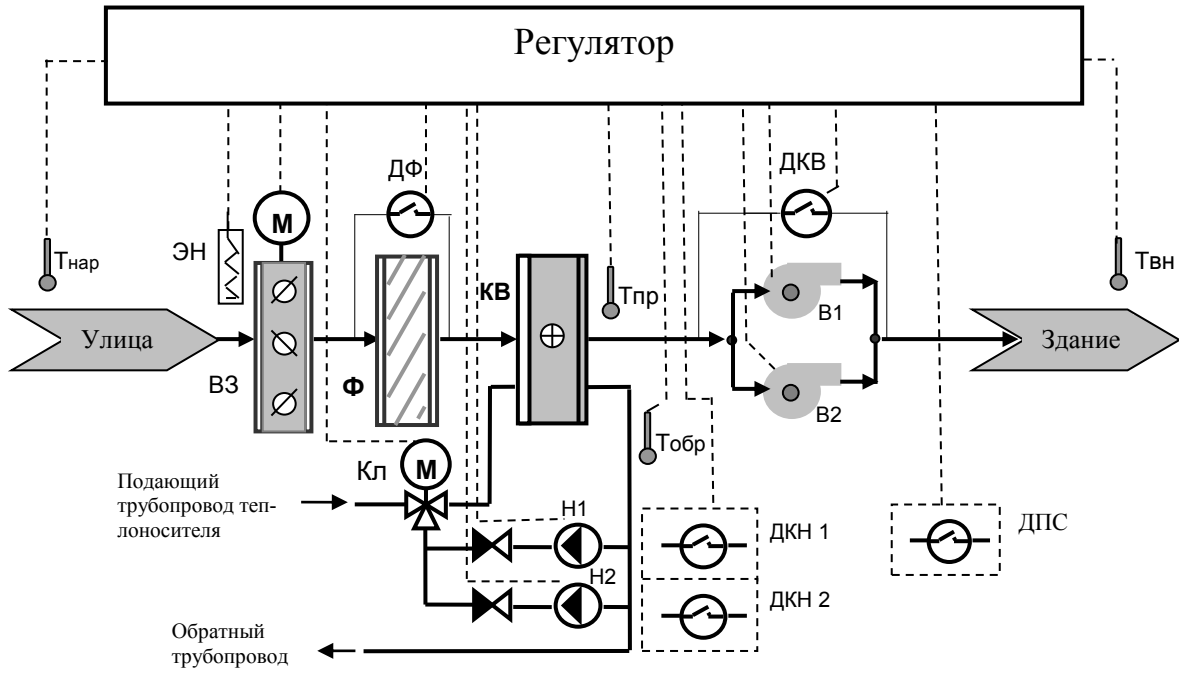 Регулятор
ДФ
ДКВ
М
ЭН
Тнар
КВ
Тпр
Твн
Улица
В1
Здание
ВЗ
Ф
В2
Тобр
Кл
М
Подающий
трубопровод теп-
лоносителя
Н1
ДКН 1
ДПС
Н2
ДКН 2
Обратный
трубопровод